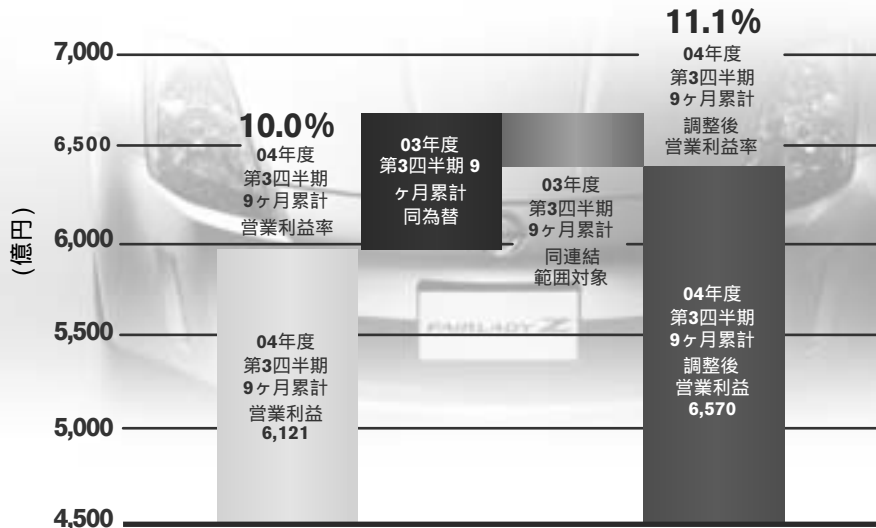 (億円)
7,000
6,500
6,000
5,500
5,000
4,500
10.0%
04年度
第3四半期
9ヶ月累計
営業利益率
04年度
第3四半期
9ヶ月累計
営業利益
6,121
03年度
第3四半期 9
ヶ月累計
同為替
03年度
第3四半期
9ヶ月累計
同連結
範囲対象
11.1%
04年度
第3四半期
9ヶ月累計
調整後
営業利益率
04年度
第3四半期
9ヶ月累計
調整後
営業利益
6,570
FAIRLADY Z